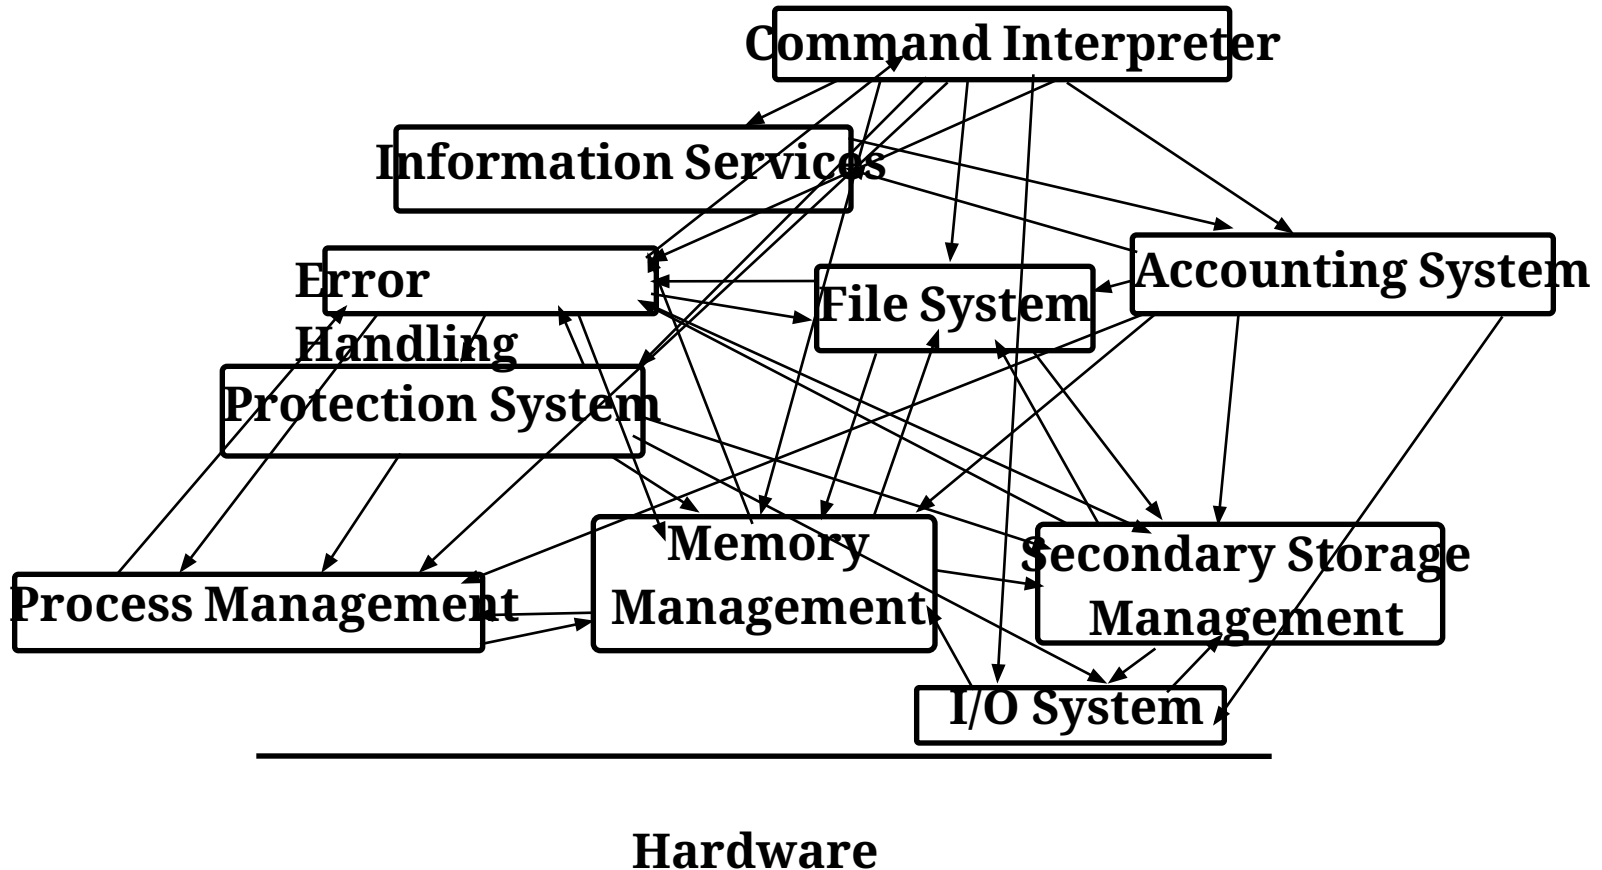 Command Interpreter
Information Services
Error
Handling
Accounting System
File System
Protection System
Memory
Management
Secondary Storage
Management
Process Management
I/O System
Hardware